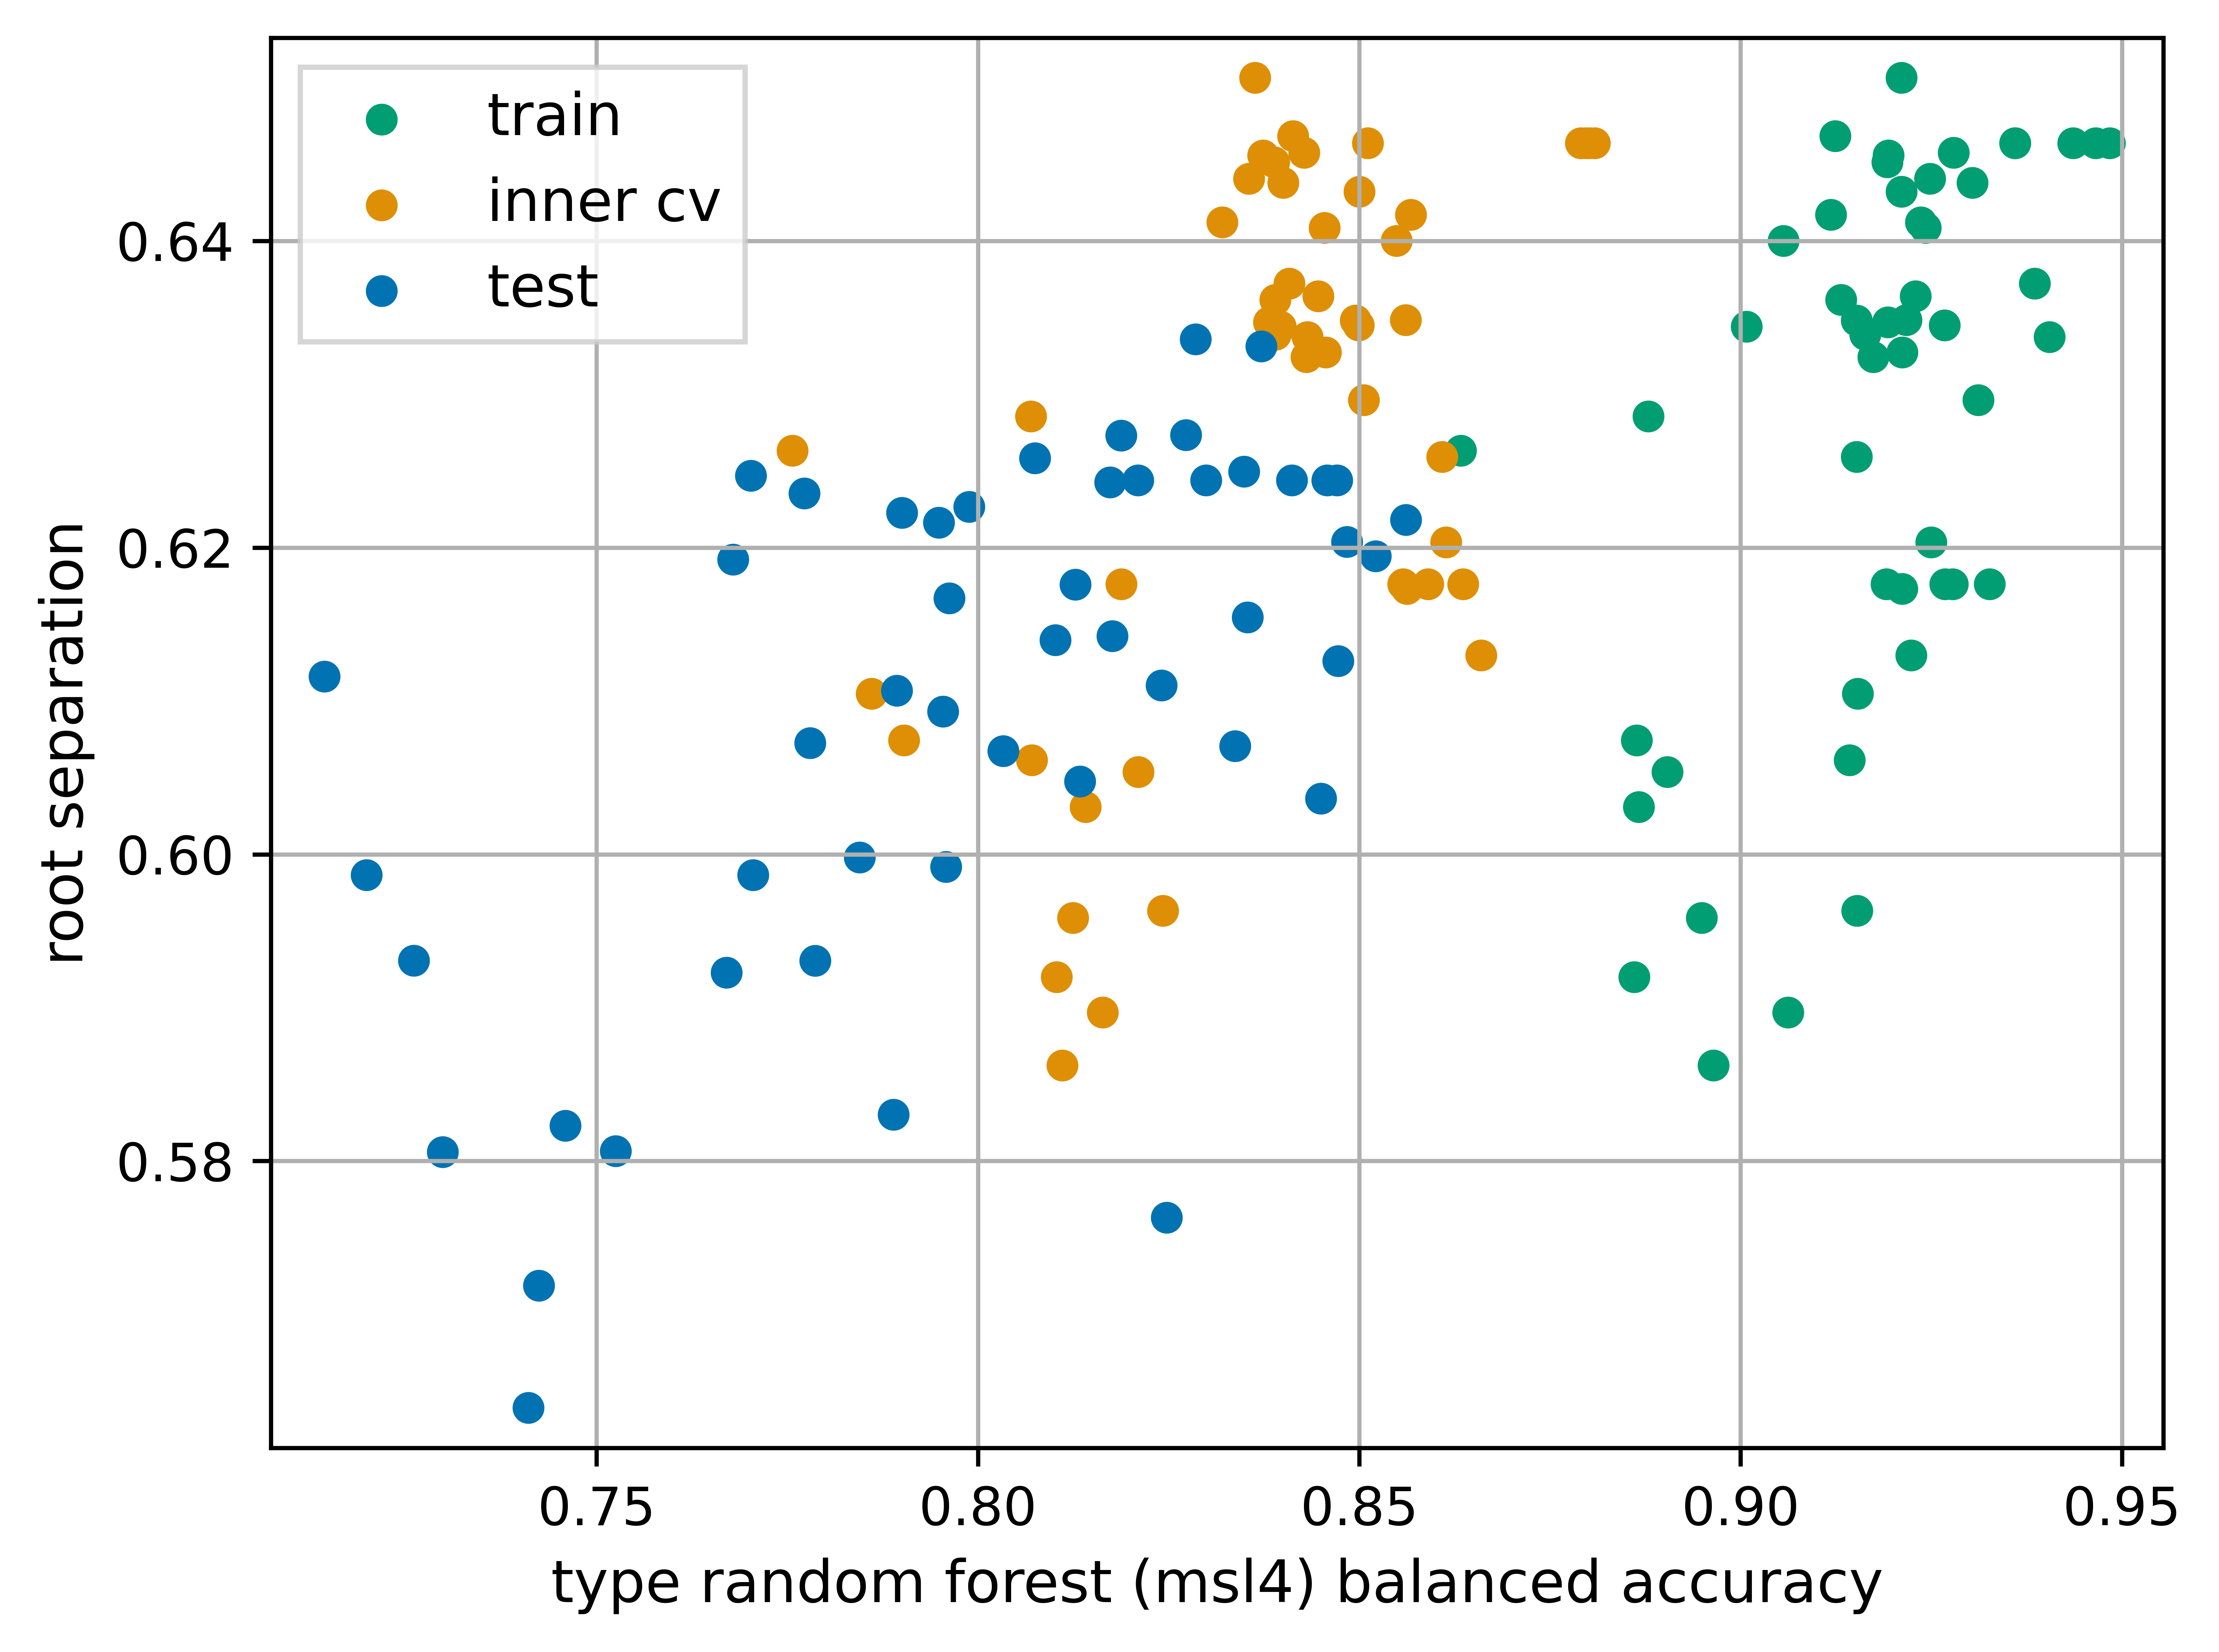 train
inner cv
test
0.64
0.62
0.60
0.58
root separation
0.75 0.80 0.85 0.90 0.95
type random forest (msl4) balanced accuracy